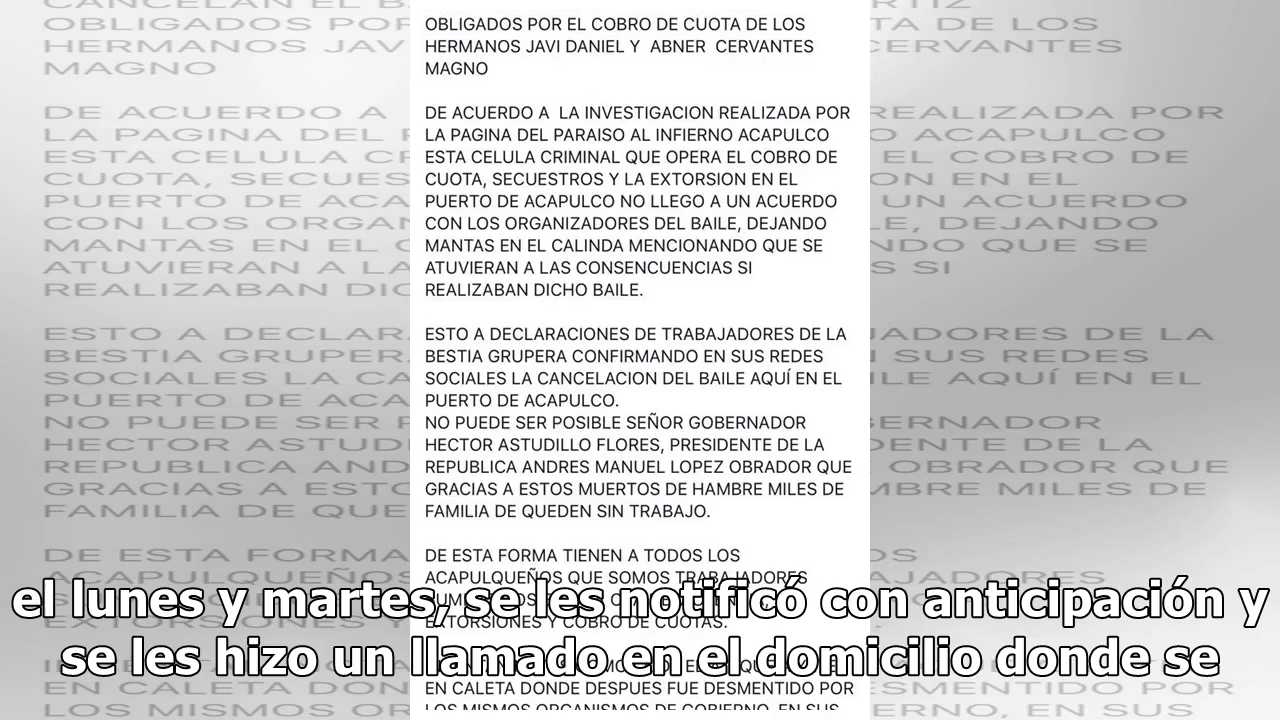 OBLIGADOS POR EL COBRO DE CUOTA DE LOS
HERMANOS JAVI DANIEL Y ABNER CERVANTES
MAGNO
DE ACUERDO A LA INVESTIGACION REALIZADA POR
LA PAGINA DEL PARAISO AL INFIERNO ACAPULCO
ESTA CELULA CRIMINAL QUE OPERA EL COBRO DE
CUOTA, SECUESTROS Y LA EXTORSION EN EL
PUERTO DE ACAPULCO NO LLEGO A UN ACUERDO
CON LOS ORGANIZADORES DEL BAILE, DEJANDO
MANTAS EN EL CALINDA MENCIONANDO QUE SE
ATUVIERAN A LAS CONSENCUENCIAS SI
REALIZABAN DICHO BAILE.
ESTO A DECLARACIONES DE TRABAJADORES DE LA
BESTIA GRUPERA CONFIRMANDO EN SUS REDES
SOCIALES LA CANCELACION DEL BAILE AQUÍ EN EL
PUERTO DE ACAPULCO.
NO PUEDE SER POSIBLE SEÑOR GOBERNADOR
HECTOR ASTUDILLO FLORES, PRESIDENTE DE LA
REPUBLICA ANDRES MANUEL LOPEZ OBRADOR QUE
GRACIAS A ESTOS MUERTOS DE HAMBRE MILES DE
FAMILIA DE QUEDEN SIN TRABAJO.
DE ESTA FORMA TIENEN A TODOS LOS
ACAPULQUEÑOS QUE SOMOS TRABAJADORES
EXTORSIONES Y COBRO DE CUOTAS.
EN CALETA DONDE DESPUES FUE DESMENTIDO POR
LOS MISMOS ORGANISMOS DE GOBIERNO, EN SUS
el lunes y martes, se les notificó con anticipación y
se les hizo un llamado en el domicilio donde se